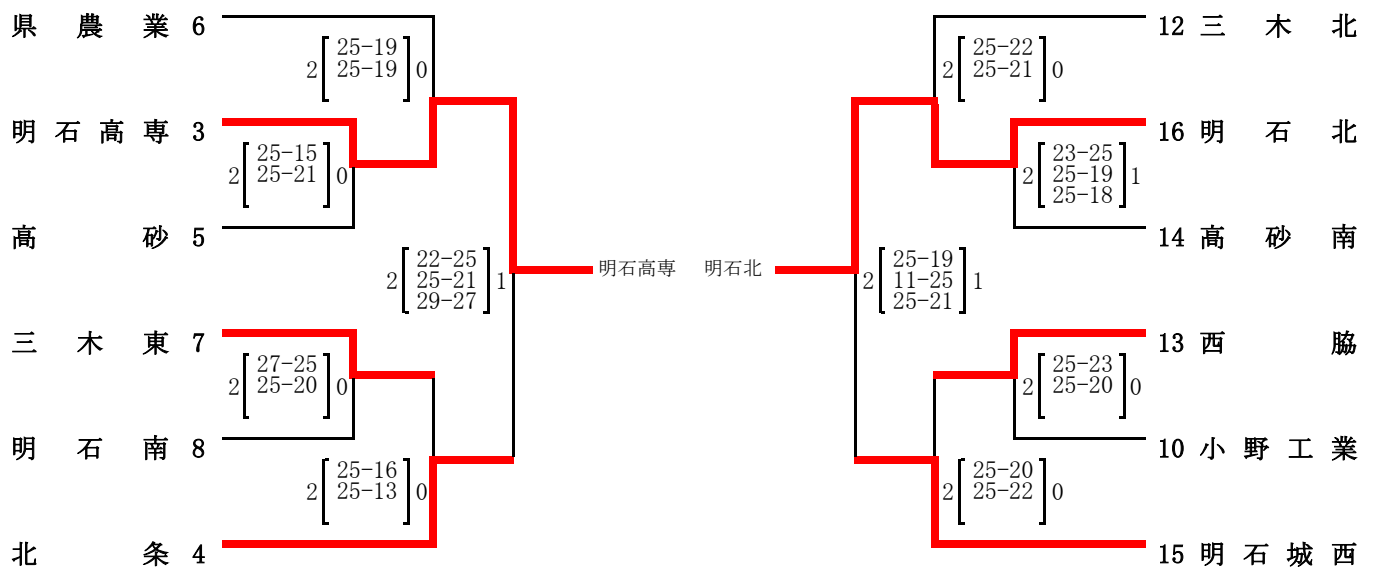 県農業 6
12 三木北
25-19
25-19
2 0
25-22
25-21
2 0
明石高専 3
16 明石北
25-15
25-21
2 0
23-25
25-19
25-18
2 1
高砂 5
14 高砂南
22-25
25-21
29-27
2 1
明石高専 明石北
25-19
11-25
25-21
2 1
三木東 7
13 西脇
27-25
25-20
2 0
25-23
25-20
2 0
明石南 8
10 小野工業
25-16
25-13
2 0
25-20
25-22
2 0
北条 4
15 明石城西